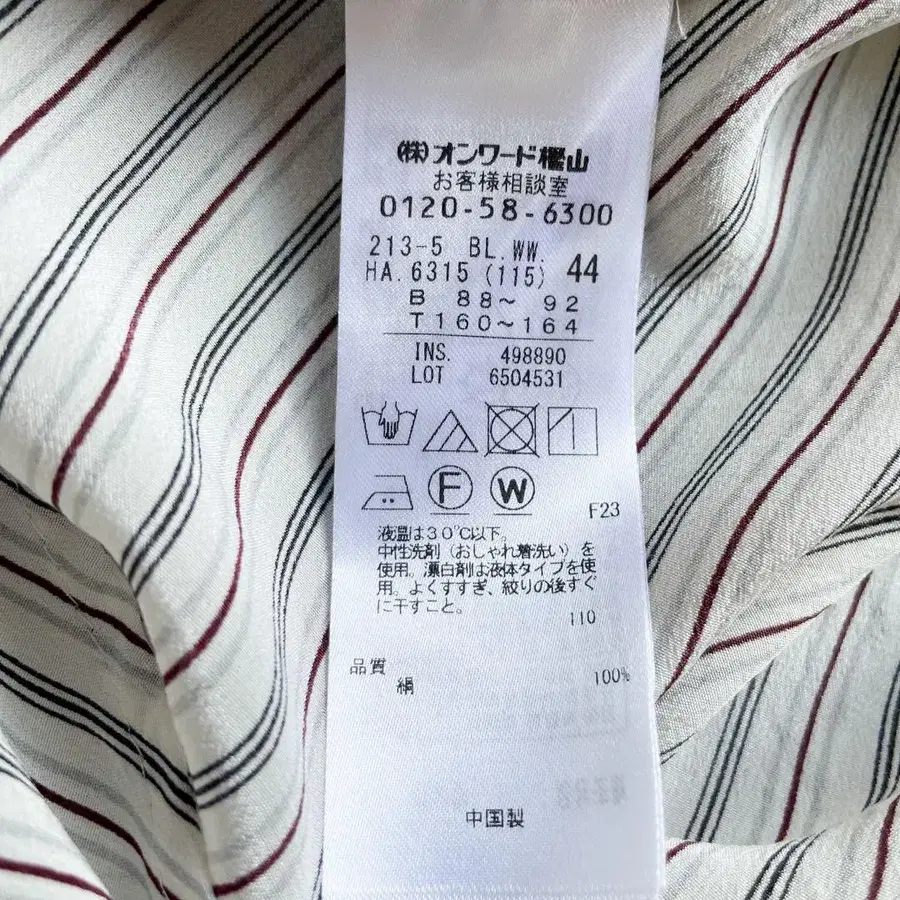 (株)オンワード樫山
お客様相談室
0120-58-6300
213-5 BL.WW.
HA.6315 (115) 44
B 88～ 92
T160～164
INS. 498890
LOT 6504531
F W
F23
液温は30℃以下。
中性洗剤（おしゃれ着洗い）を
使用。漂白剤は液体タイプを使
用。よくすすぎ、絞りの後すぐ
に干すこと。
110
品質
絹 100%
中国製